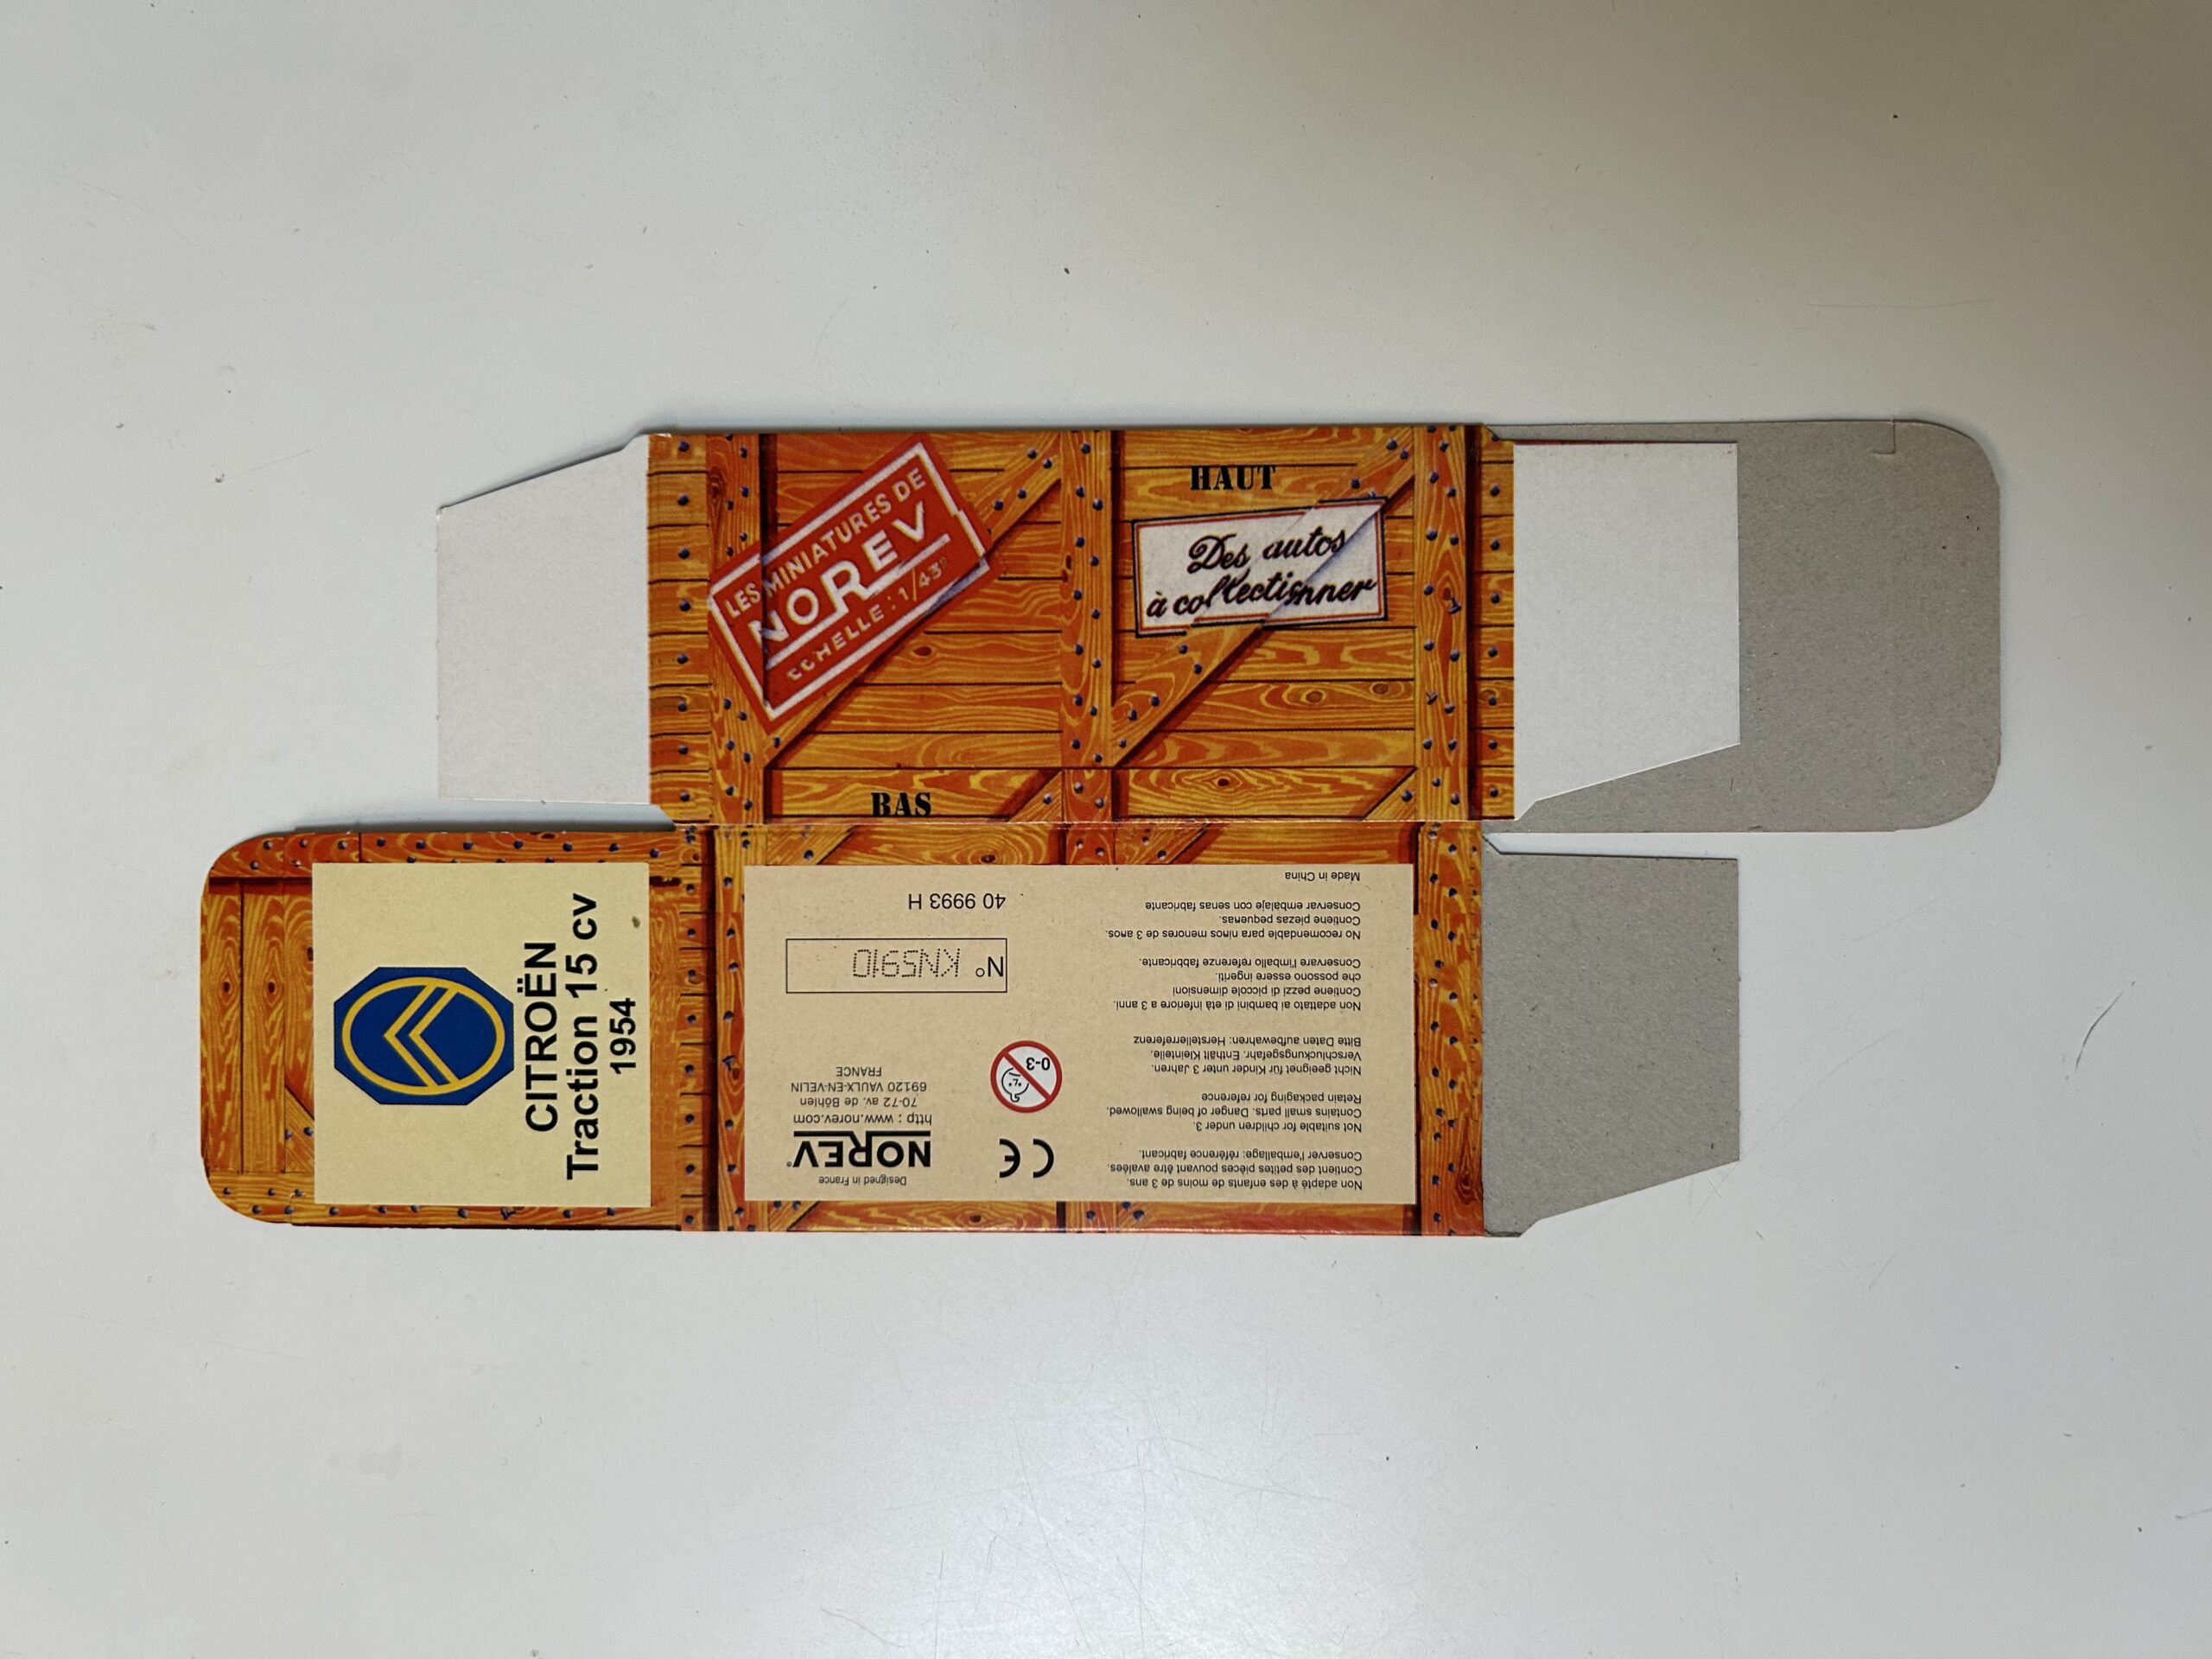 LES MINIATURES DE
NOREV
ECHELLE : 1/43e
HAUT
Des autos
à collectionner
BAS
CITROËN
Traction 15 cv
1954
Designed in France
NOREV
http : www.norev.com
70-72 av. de Böhlen
69120 VAULX-EN-VELIN
FRANCE
CE
0-3
N° KN5910
40 9993 H
Non adapté à des enfants de moins de 3 ans.
Contient des petites pièces pouvant être avalées.
Conserver l'emballage: référence fabricant.
Not suitable for children under 3.
Contains small parts. Danger of being swallowed.
Retain packaging for reference
Nicht geeignet für Kinder unter 3 Jahren.
Verschluckungsgefahr. Enthält Kleinteile.
Bitte Daten aufbewahren: Herstellerreferenz
Non adattato ai bambini di età inferiore a 3 anni.
Contiene pezzi di piccole dimensioni
che possono essere ingeriti.
Conservare l'imballo referenze fabbricante.
No recomendable para ninos menores de 3 anos.
Contiene piezas pequenas.
Conservar embalaje con senas fabricante
Made in China